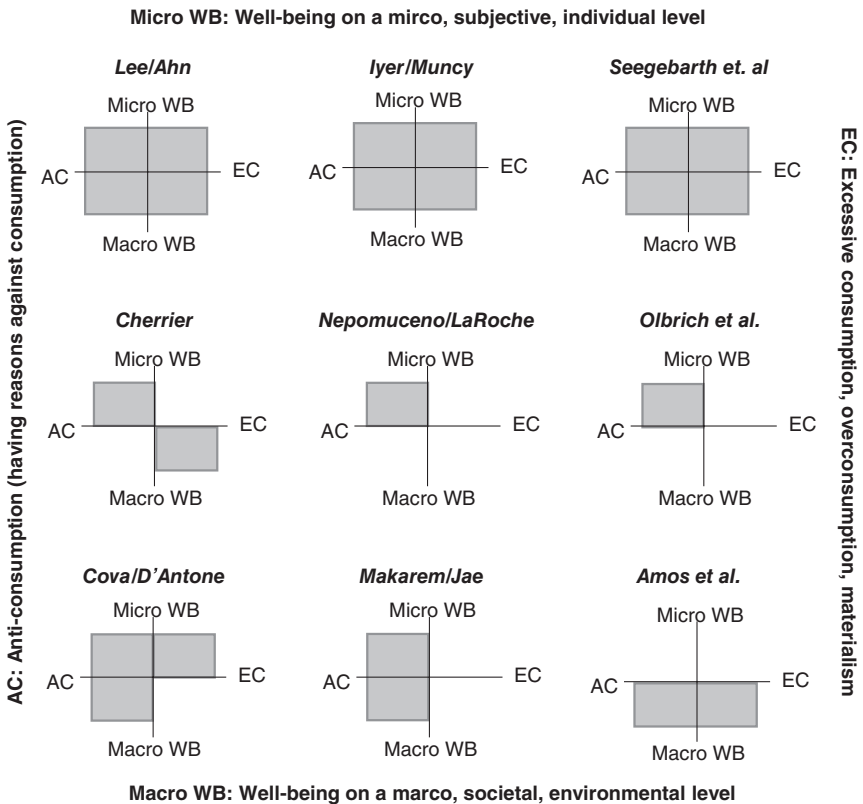 Micro WB: Well-being on a mirco, subjective, individual level
AC: Anti-consumption (having reasons against consumption)
EC: Excessive consumption, overconsumption, materialism
Lee/Ahn
Micro WB
AC
EC
Macro WB
Iyer/Muncy
Micro WB
AC
EC
Macro WB
Seegebarth et. al
Micro WB
AC
EC
Macro WB
Cherrier
Micro WB
AC
EC
Macro WB
Nepomuceno/LaRoche
Micro WB
AC
EC
Macro WB
Olbrich et al.
Micro WB
AC
EC
Macro WB
Cova/D’Antone
Micro WB
AC
EC
Macro WB
Makarem/Jae
Micro WB
AC
EC
Macro WB
Amos et al.
Micro WB
AC
EC
Macro WB
Macro WB: Well-being on a marco, societal, environmental level